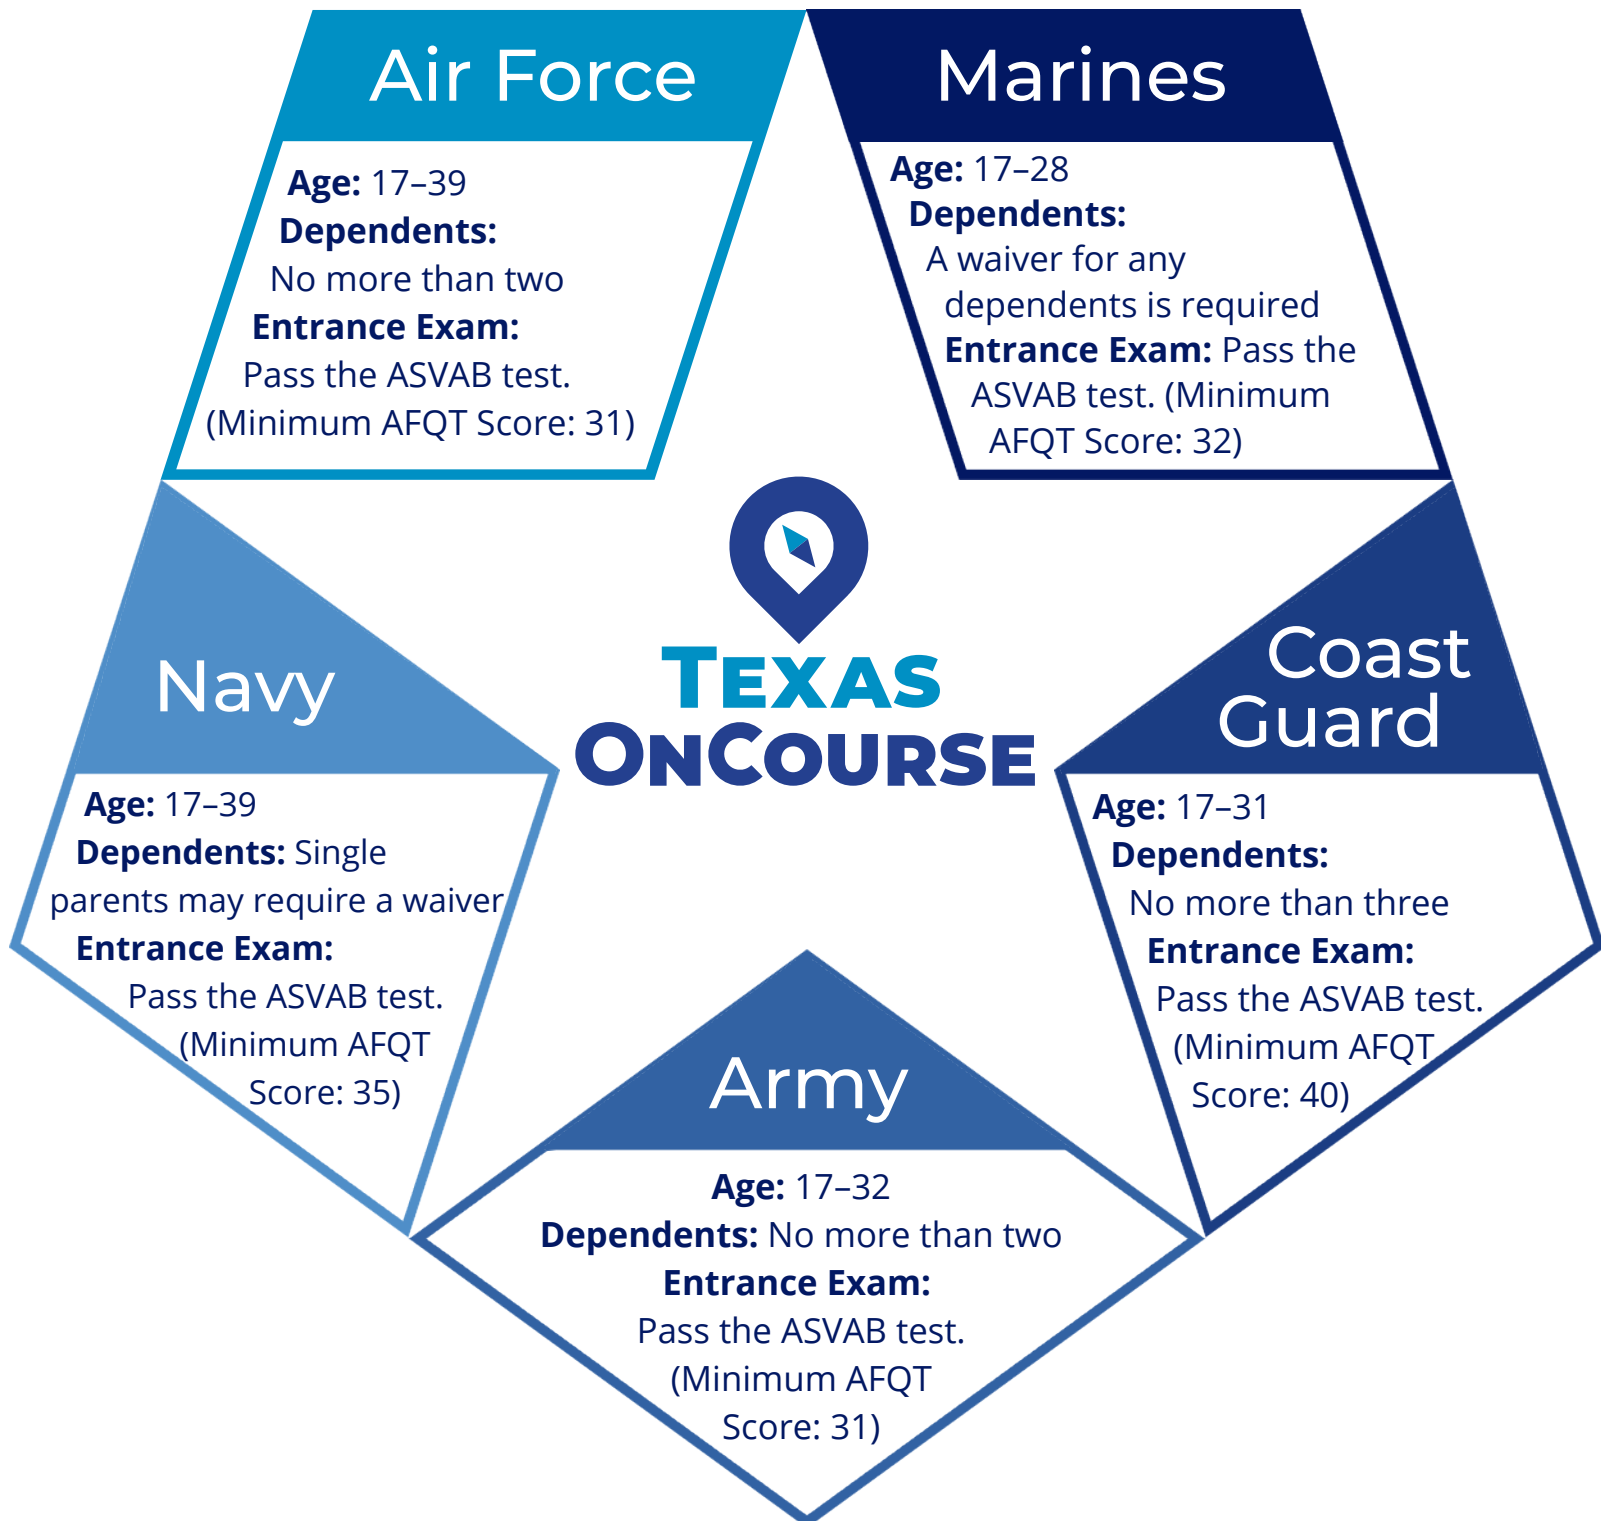 Air Force
Age: 17–39
Dependents:
No more than two
Entrance Exam:
Pass the ASVAB test.
(Minimum AFQT Score: 31)
Marines
Age: 17–28
Dependents:
A waiver for any
dependents is required
Entrance Exam: Pass the
ASVAB test. (Minimum
AFQT Score: 32)
TEXAS
ONCOURSE
Navy
Age: 17–39
Dependents: Single
parents may require a waiver
Entrance Exam:
Pass the ASVAB test.
(Minimum AFQT
Score: 35)
Coast
Guard
Age: 17–31
Dependents:
No more than three
Entrance Exam:
Pass the ASVAB test.
(Minimum AFQT
Score: 40)
Army
Age: 17–32
Dependents: No more than two
Entrance Exam:
Pass the ASVAB test.
(Minimum AFQT
Score: 31)